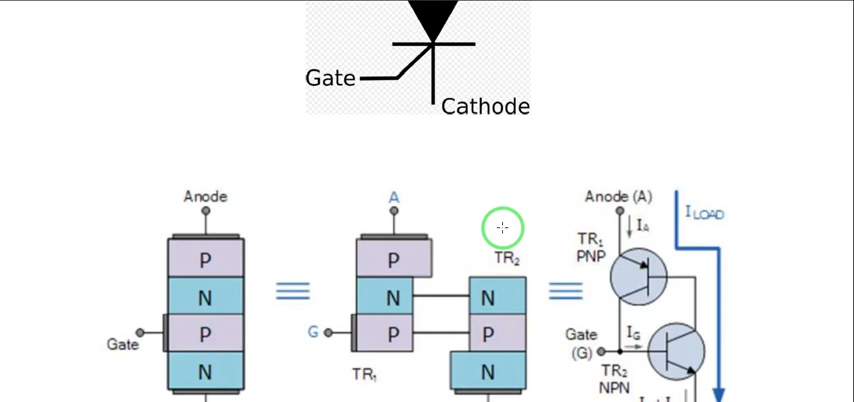 Gate
Cathode
Anode
P
N
P
N
Gate
A
P
N
P
G
TR₁
TR₂
N
P
N
Anode (A)
I_A
I_LOAD
TR₁
PNP
Gate
(G)
I_G
TR₂
NPN